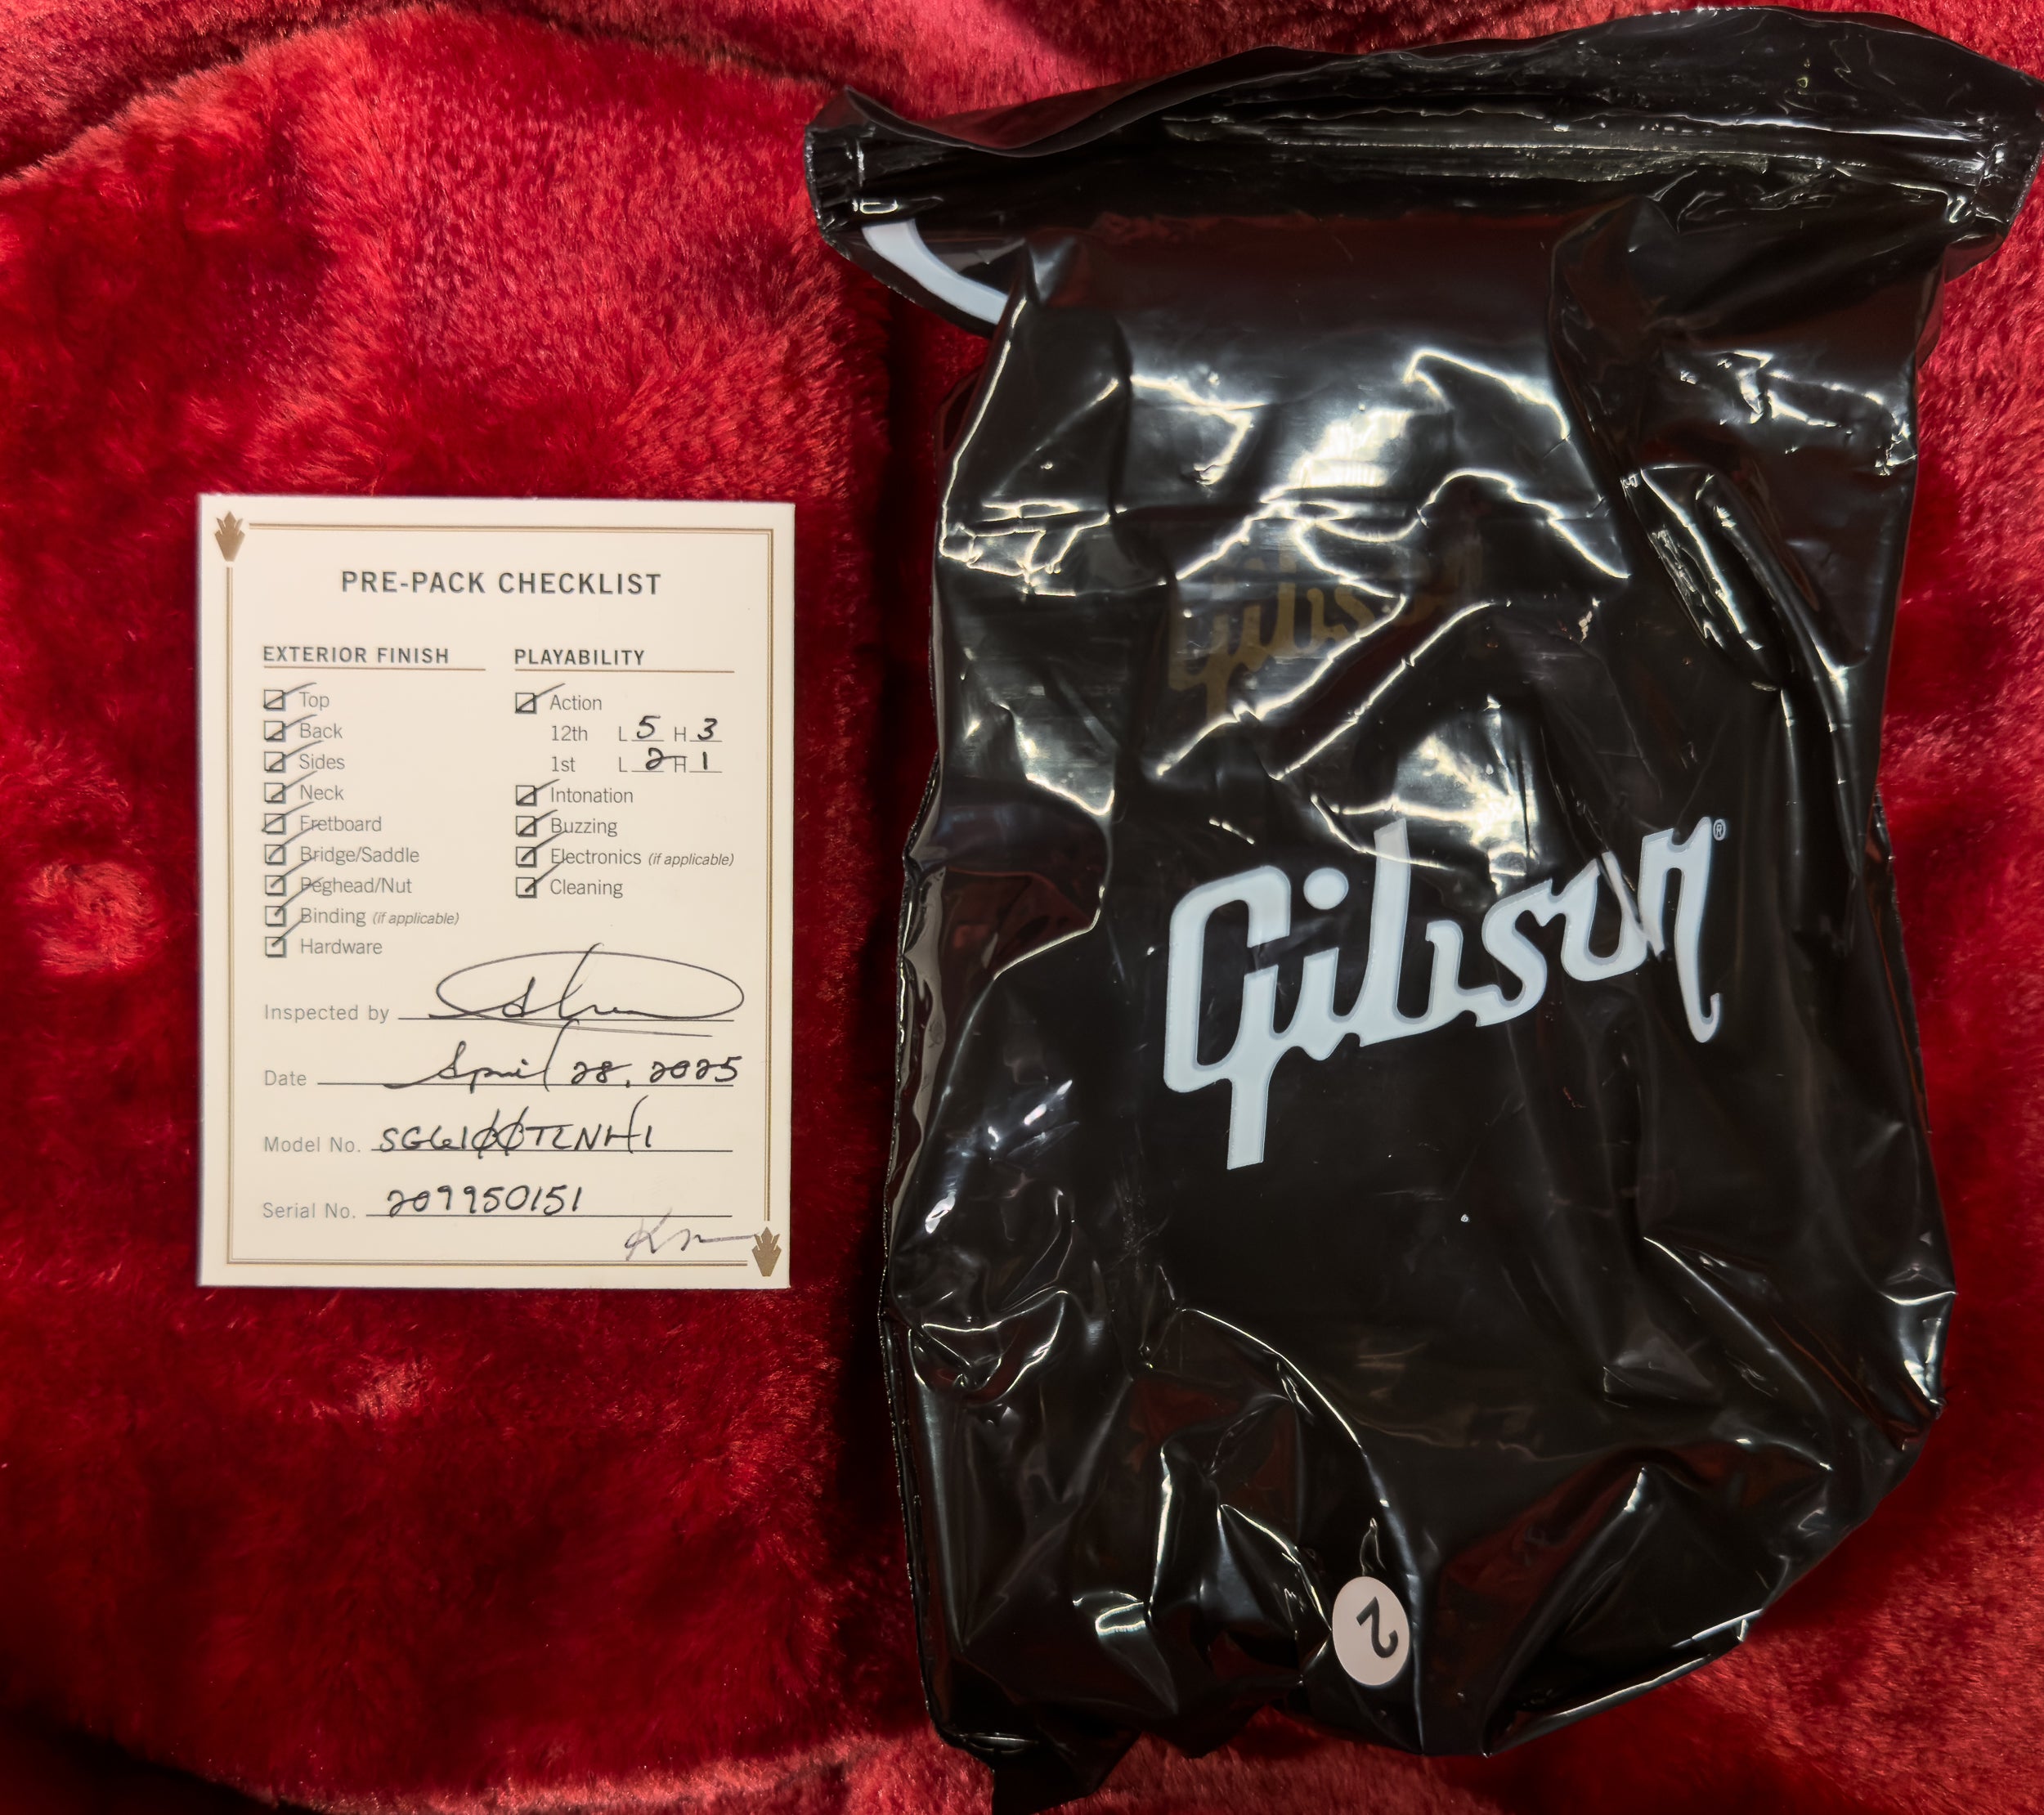 PRE-PACK CHECKLIST
EXTERIOR FINISH
Top
Back
Sides
Neck
Fretboard
Bridge/Saddle
Peghead/Nut
Binding (if applicable)
Hardware
PLAYABILITY
Action
12th L 5 H 3
1st L 2 H 1
Intonation
Buzzing
Electronics (if applicable)
Cleaning
Inspected by
Date April 28, 2025
Model No. SG6100TLNH1
Serial No. 209950151
Gibson
Gibson®
2